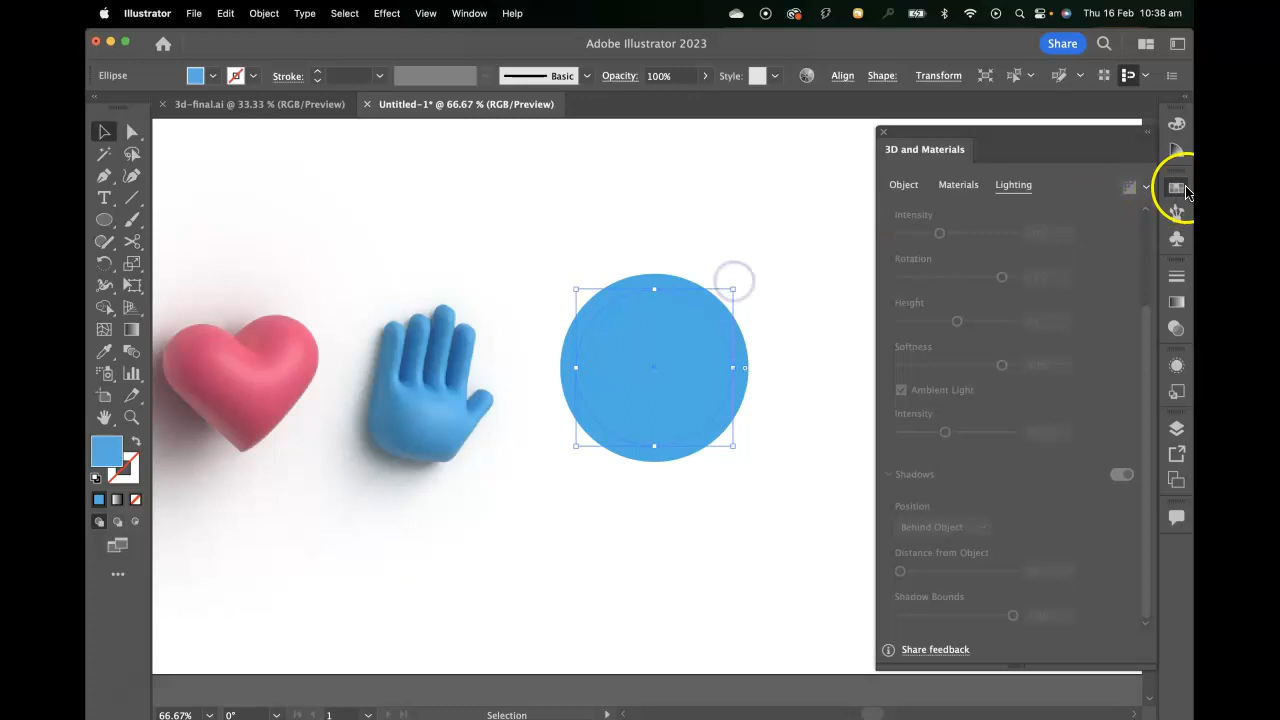 Illustrator File Edit Object Type Select Effect View Window Help Thu 16 Feb 10:38 am
Adobe Illustrator 2023 Share
Ellipse Stroke: Basic Opacity: 100% Style: Align Shape: Transform
3d-final.ai @ 33.33 % (RGB/Preview) Untitled-1* @ 66.67 % (RGB/Preview)
3D and Materials
Object Materials Lighting
Intensity
Rotation
Height
Softness
Ambient Light
Intensity
Shadows
Position
Behind Object
Distance from Object
Shadow Bounds
Share feedback
66.67% 0° 1 Selection